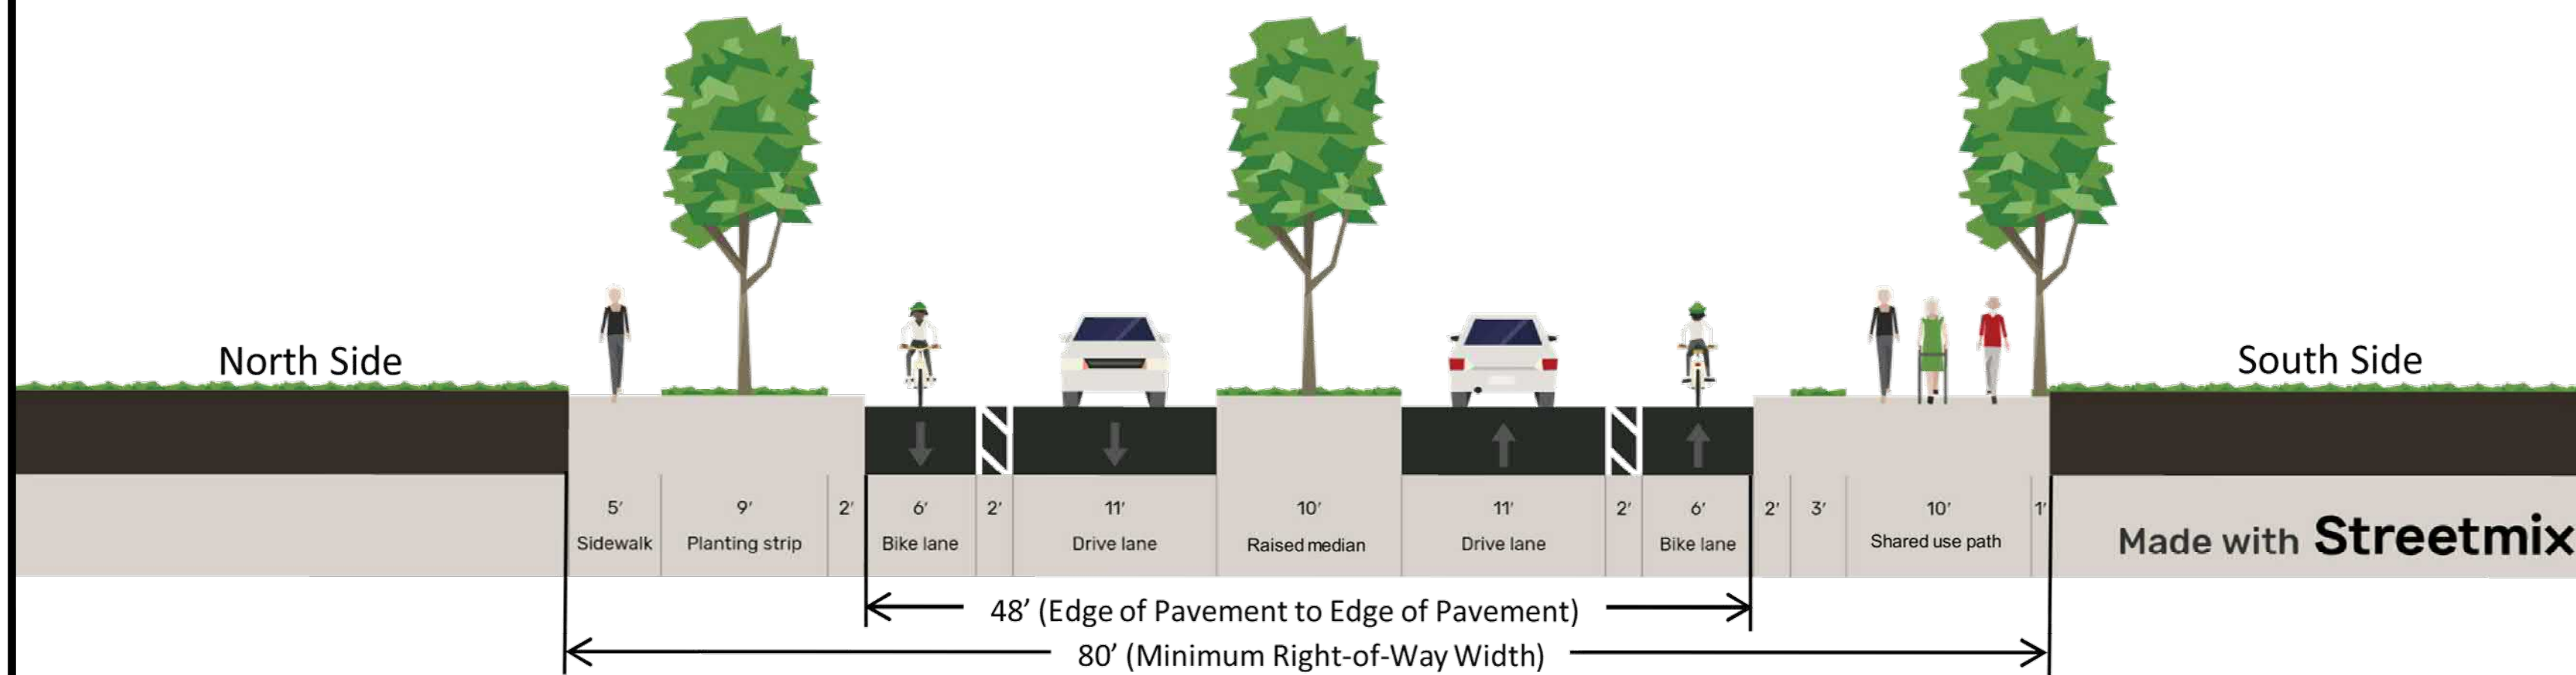 North Side
South Side
5' 9' 2' 6' 2' 11' 10' 11' 2' 6' 2' 3' 10' 1'
Sidewalk Planting strip Bike lane Drive lane Raised median Drive lane Bike lane Shared use path
Made with Streetmix
48’ (Edge of Pavement to Edge of Pavement)
80’ (Minimum Right-of-Way Width)